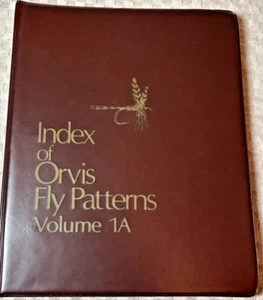 Index
of
Orvis
Fly Patterns
Volume 1A